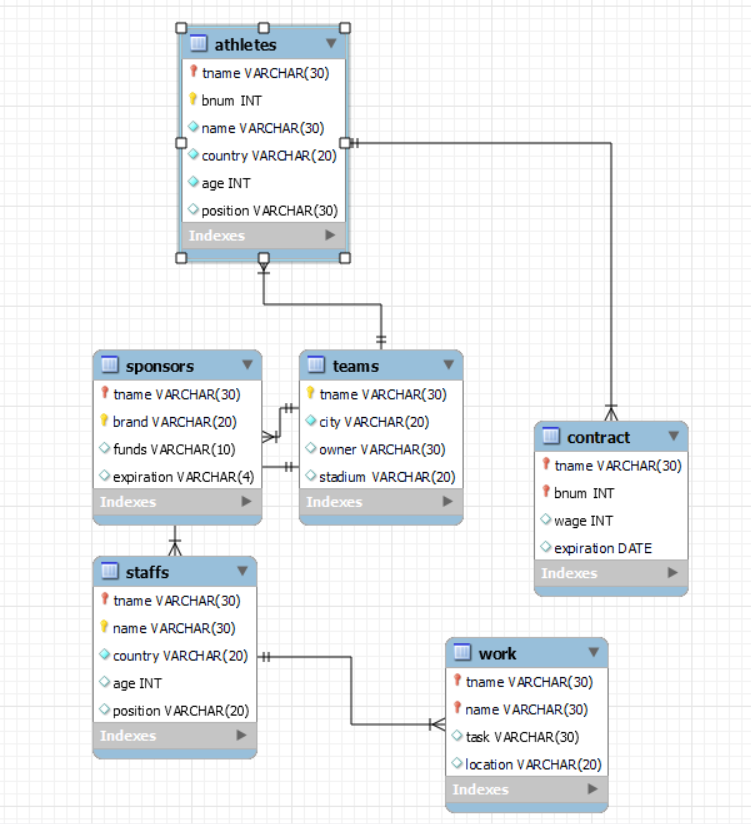 athletes
tname VARCHAR(30)
bnum INT
name VARCHAR(30)
country VARCHAR(20)
age INT
position VARCHAR(30)
Indexes
sponsors
tname VARCHAR(30)
brand VARCHAR(20)
funds VARCHAR(10)
expiration VARCHAR(4)
Indexes
teams
tname VARCHAR(30)
city VARCHAR(20)
owner VARCHAR(30)
stadium VARCHAR(20)
Indexes
contract
tname VARCHAR(30)
bnum INT
wage INT
expiration DATE
Indexes
staffs
tname VARCHAR(30)
name VARCHAR(30)
country VARCHAR(20)
age INT
position VARCHAR(20)
Indexes
work
tname VARCHAR(30)
name VARCHAR(30)
task VARCHAR(30)
location VARCHAR(20)
Indexes